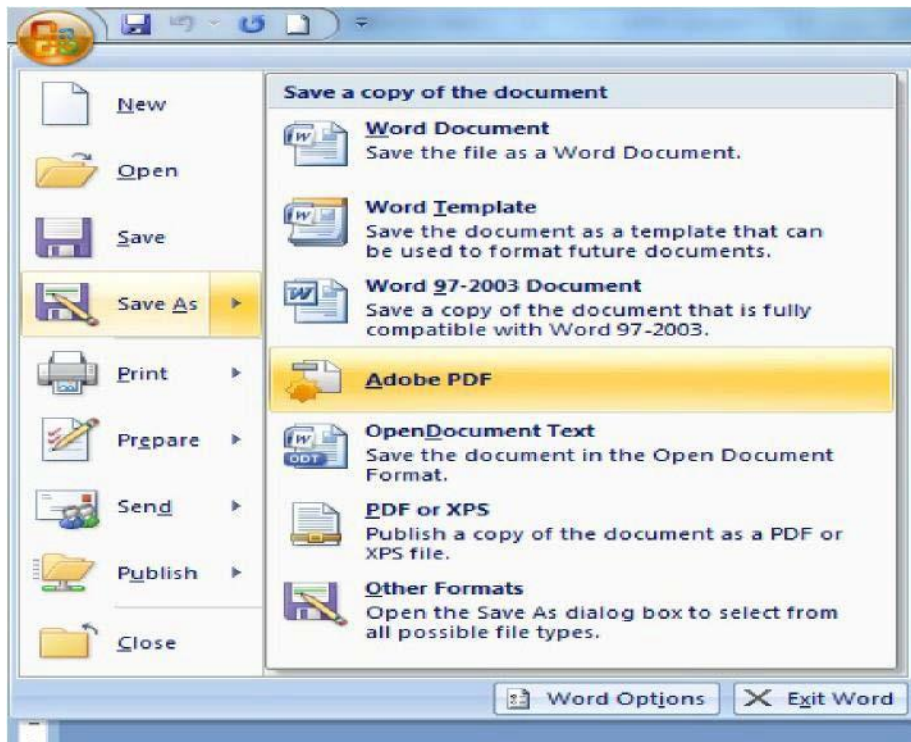 New
Open
Save
Save As
Print
Prepare
Send
Publish
Close
Save a copy of the document
Word Document
Save the file as a Word Document.
Word Template
Save the document as a template that can
be used to format future documents.
Word 97-2003 Document
Save a copy of the document that is fully
compatible with Word 97-2003.
Adobe PDF
ODT
OpenDocument Text
Save the document in the Open Document
Format.
PDF or XPS
Publish a copy of the document as a PDF or
XPS file.
Other Formats
Open the Save As dialog box to select from
all possible file types.
Word Options
Exit Word